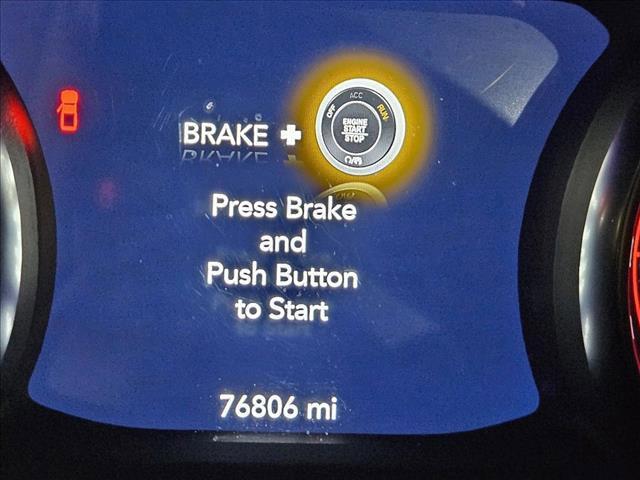 ACC
OFF
RUN
ENGINE
START
STOP
BRAKE +
Press Brake
and
Push Button
to Start
76806 mi